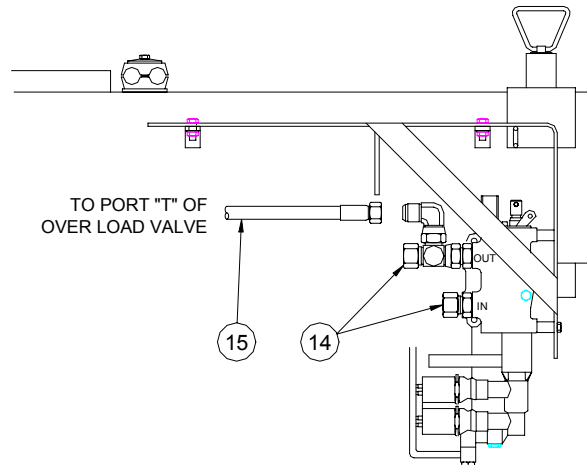 TO PORT "T" OF
OVER LOAD VALVE
OUT
IN
15
14